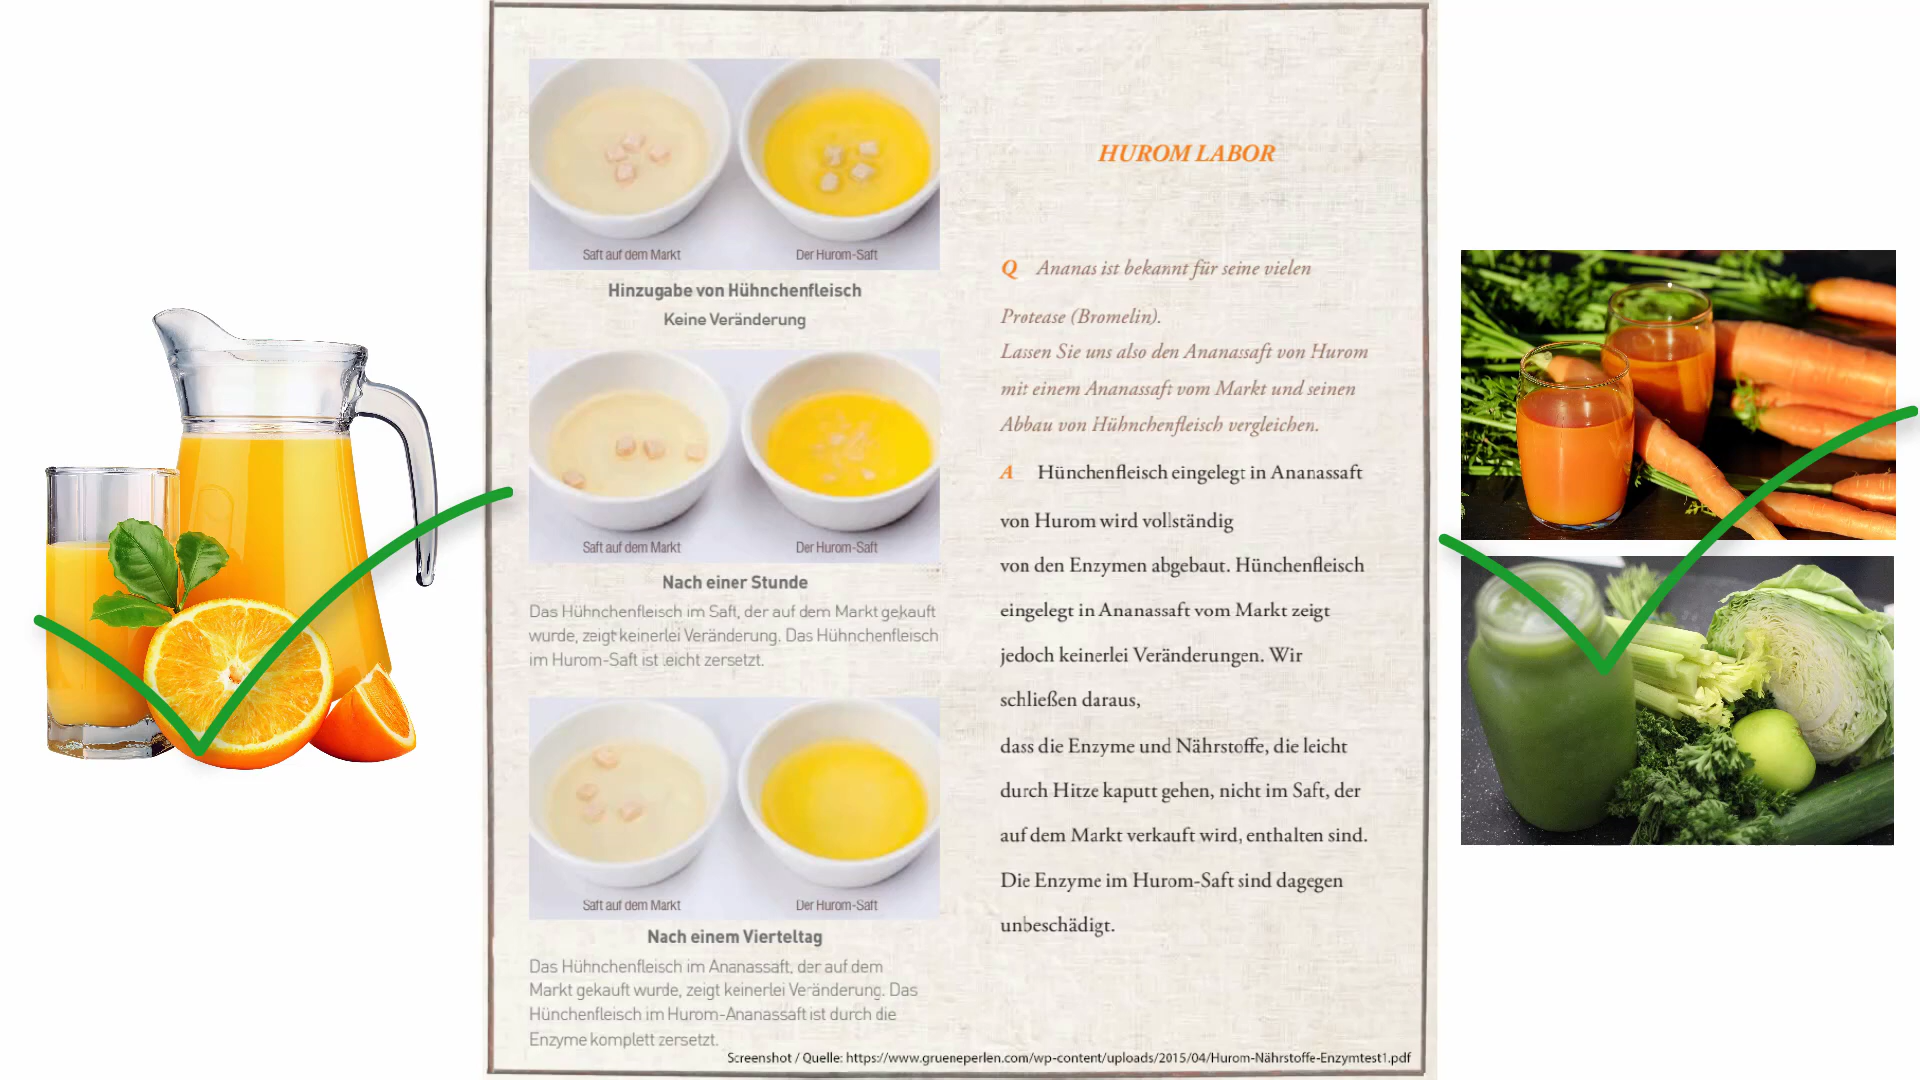 Saft auf dem Markt
Der Hurom-Saft
Hinzugabe von Hühnchenfleisch
Keine Veränderung
Saft auf dem Markt
Der Hurom-Saft
Nach einer Stunde
Das Hühnchenfleisch im Saft, der auf dem Markt gekauft
wurde, zeigt keinerlei Veränderung. Das Hühnchenfleisch
im Hurom-Saft ist leicht zersetzt.
Saft auf dem Markt
Der Hurom-Saft
Nach einem Vierteltag
Das Hühnchenfleisch im Ananassaft, der auf dem
Markt gekauft wurde, zeigt keinerlei Veränderung. Das
Hünchenfleisch im Hurom-Ananassaft ist durch die
Enzyme komplett zersetzt.
HUROM LABOR
Q Ananas ist bekannt für seine vielen
Protease (Bromelin).
Lassen Sie uns also den Ananassaft von Hurom
mit einem Ananassaft vom Markt und seinen
Abbau von Hühnchenfleisch vergleichen.
A Hünchenfleisch eingelegt in Ananassaft
von Hurom wird vollständig
von den Enzymen abgebaut. Hünchenfleisch
eingelegt in Ananassaft vom Markt zeigt
jedoch keinerlei Veränderungen. Wir
schließen daraus,
dass die Enzyme und Nährstoffe, die leicht
durch Hitze kaputt gehen, nicht im Saft, der
auf dem Markt verkauft wird, enthalten sind.
Die Enzyme im Hurom-Saft sind dagegen
unbeschädigt.
Screenshot / Quelle: https://www.grueneperlen.com/wp-content/uploads/2015/04/Hurom-Nährstoffe-Enzymtest1.pdf